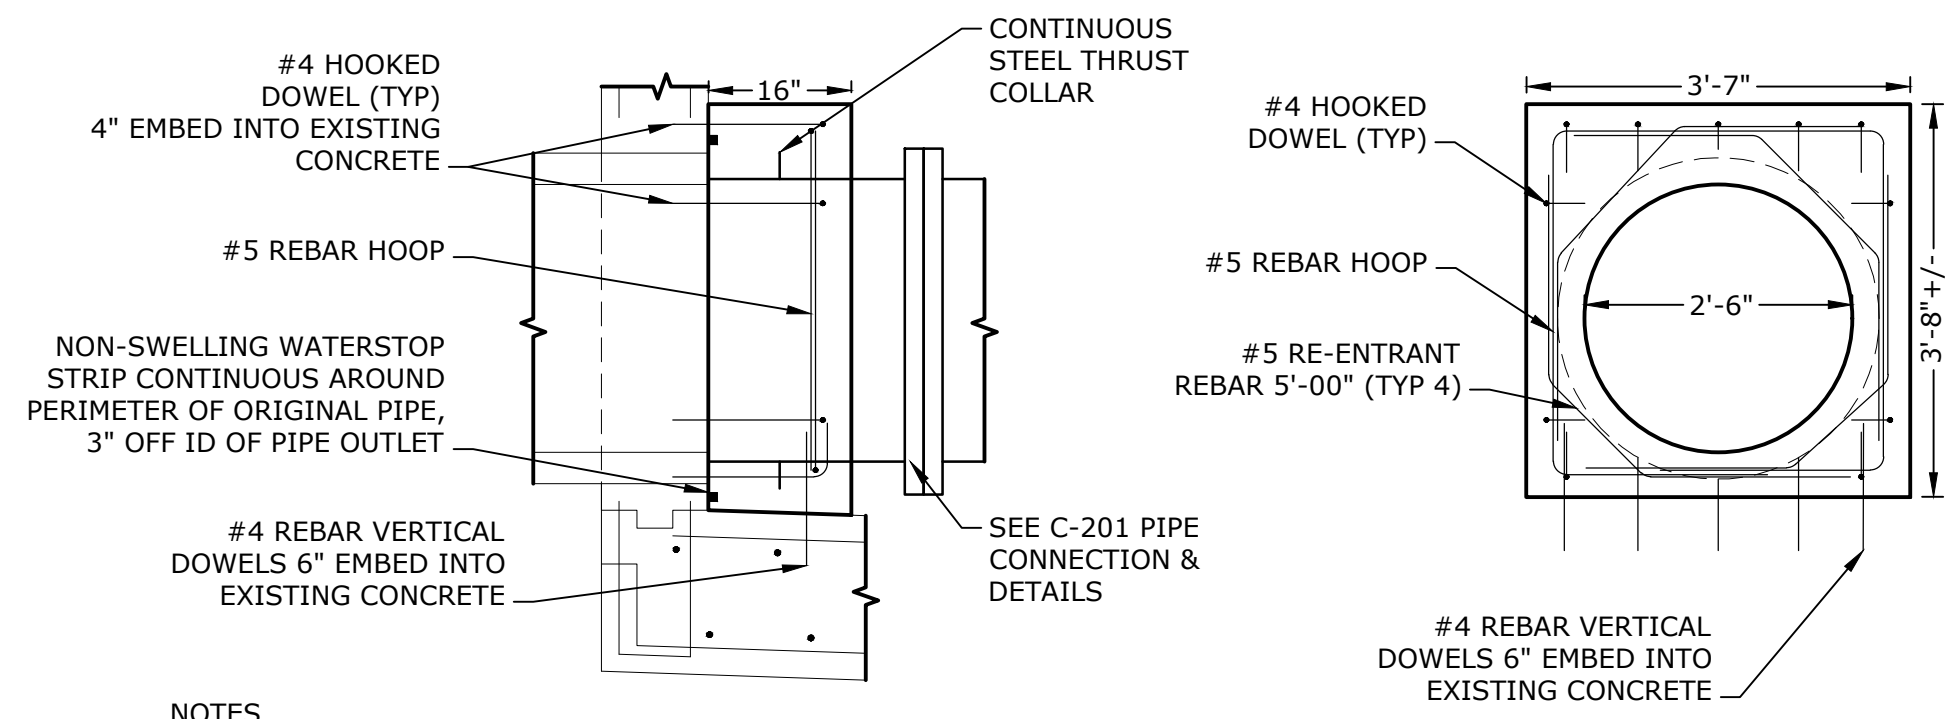 #4 HOOKED
DOWEL (TYP)
4" EMBED INTO EXISTING
CONCRETE
#5 REBAR HOOP
NON-SWELLING WATERSTOP
STRIP CONTINUOUS AROUND
PERIMETER OF ORIGINAL PIPE,
3" OFF ID OF PIPE OUTLET
#4 REBAR VERTICAL
DOWELS 6" EMBED INTO
EXISTING CONCRETE
16"
CONTINUOUS
STEEL THRUST
COLLAR
SEE C-201 PIPE
CONNECTION &
DETAILS
#4 HOOKED
DOWEL (TYP)
#5 REBAR HOOP
#5 RE-ENTRANT
REBAR 5'-00" (TYP 4)
3'-7"
2'-6"
3'-8"+/-
#4 REBAR VERTICAL
DOWELS 6" EMBED INTO
EXISTING CONCRETE
NOTES